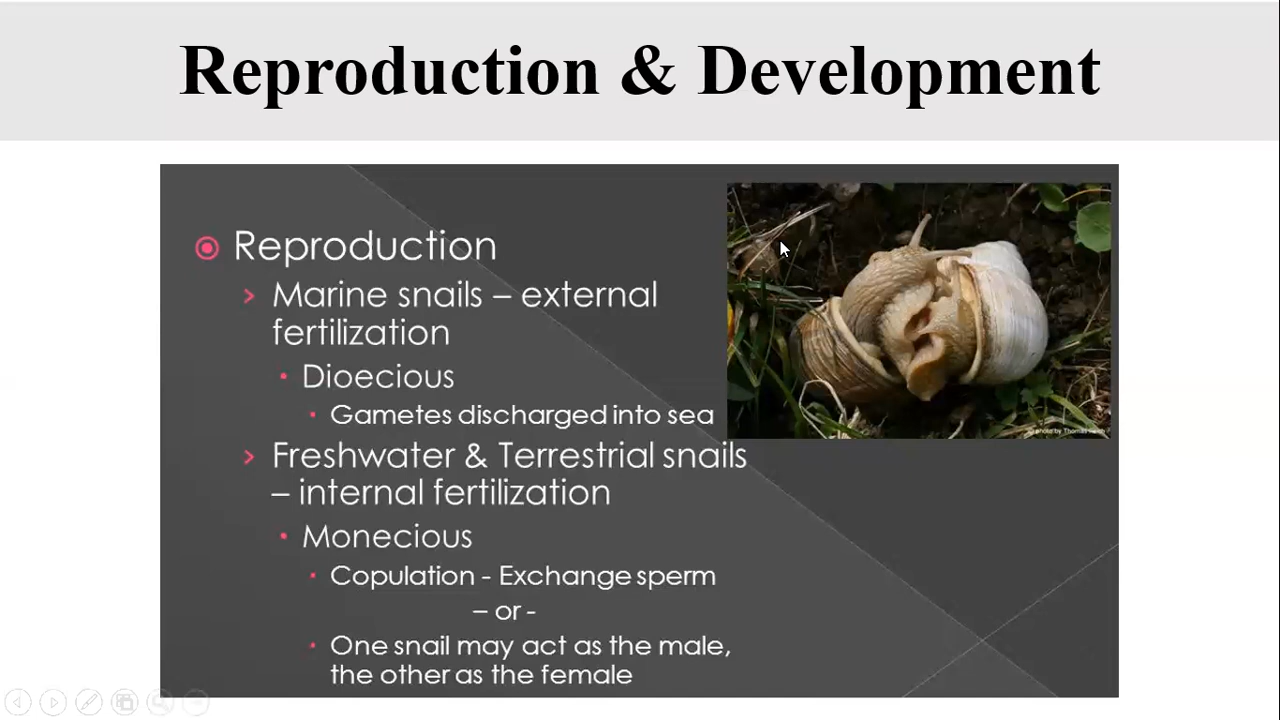 Reproduction & Development
Reproduction
Marine snails – external
fertilization
Dioecious
Gametes discharged into sea
Freshwater & Terrestrial snails
– internal fertilization
Monecious
Copulation - Exchange sperm
– or -
One snail may act as the male,
the other as the female